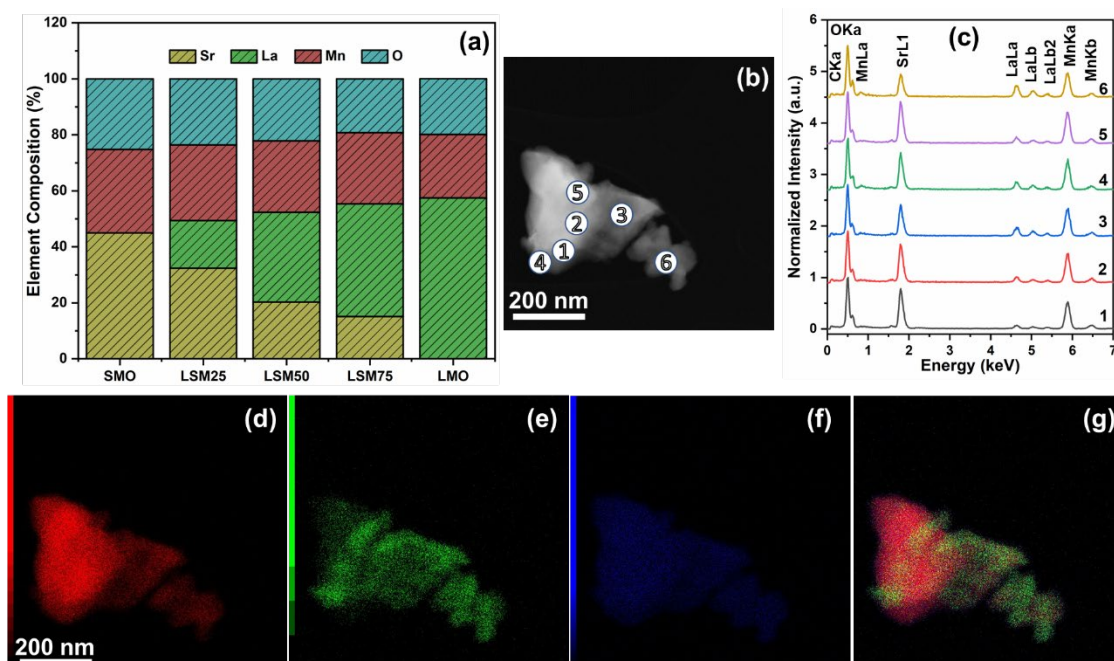 (a)
Sr La Mn O
Element Composition (%)
120
100
80
60
40
20
0
SMO LSM25 LSM50 LSM75 LMO
(b)
5
2
3
1
4
6
200 nm
(c)
Normalized Intensity (a.u.)
6
5
4
3
2
1
0
CKa
OKa
MnLa
SrL1
LaLa
LaLb
LaLb2
MnKa
MnKb
6
5
4
3
2
1
0 1 2 3 4 5 6 7
Energy (keV)
(d)
200 nm
(e)
(f)
(g)